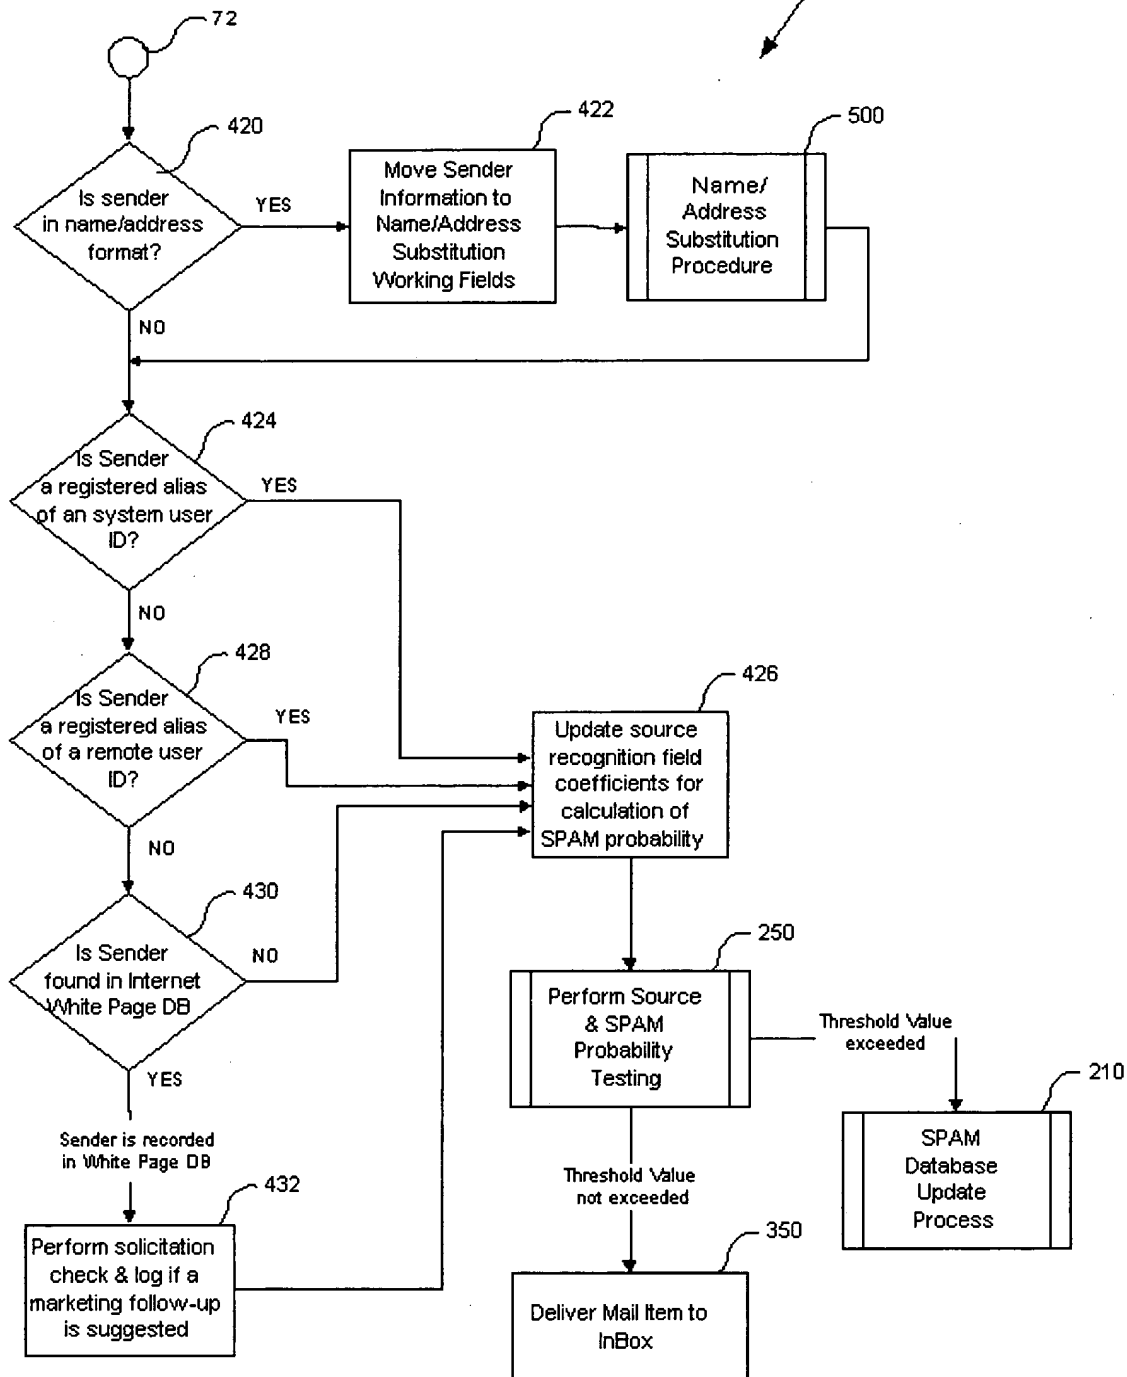 72
420
Is sender
in name/address
format?
YES
NO
422
Move Sender
Information to
Name/Address
Substitution
Working Fields
500
Name/
Address
Substitution
Procedure
424
Is Sender
a registered alias
of an system user
ID?
YES
NO
428
Is Sender
a registered alias
of a remote user
ID?
YES
NO
426
Update source
recognition field
coefficients for
calculation of
SPAM probability
430
Is Sender
found in Internet
White Page DB
NO
YES
250
Perform Source
& SPAM
Probability
Testing
Threshold Value
exceeded
210
SPAM
Database
Update
Process
Sender is recorded
in White Page DB
Threshold Value
not exceeded
432
Perform solicitation
check & log if a
marketing follow-up
is suggested
350
Deliver Mail Item to
InBox